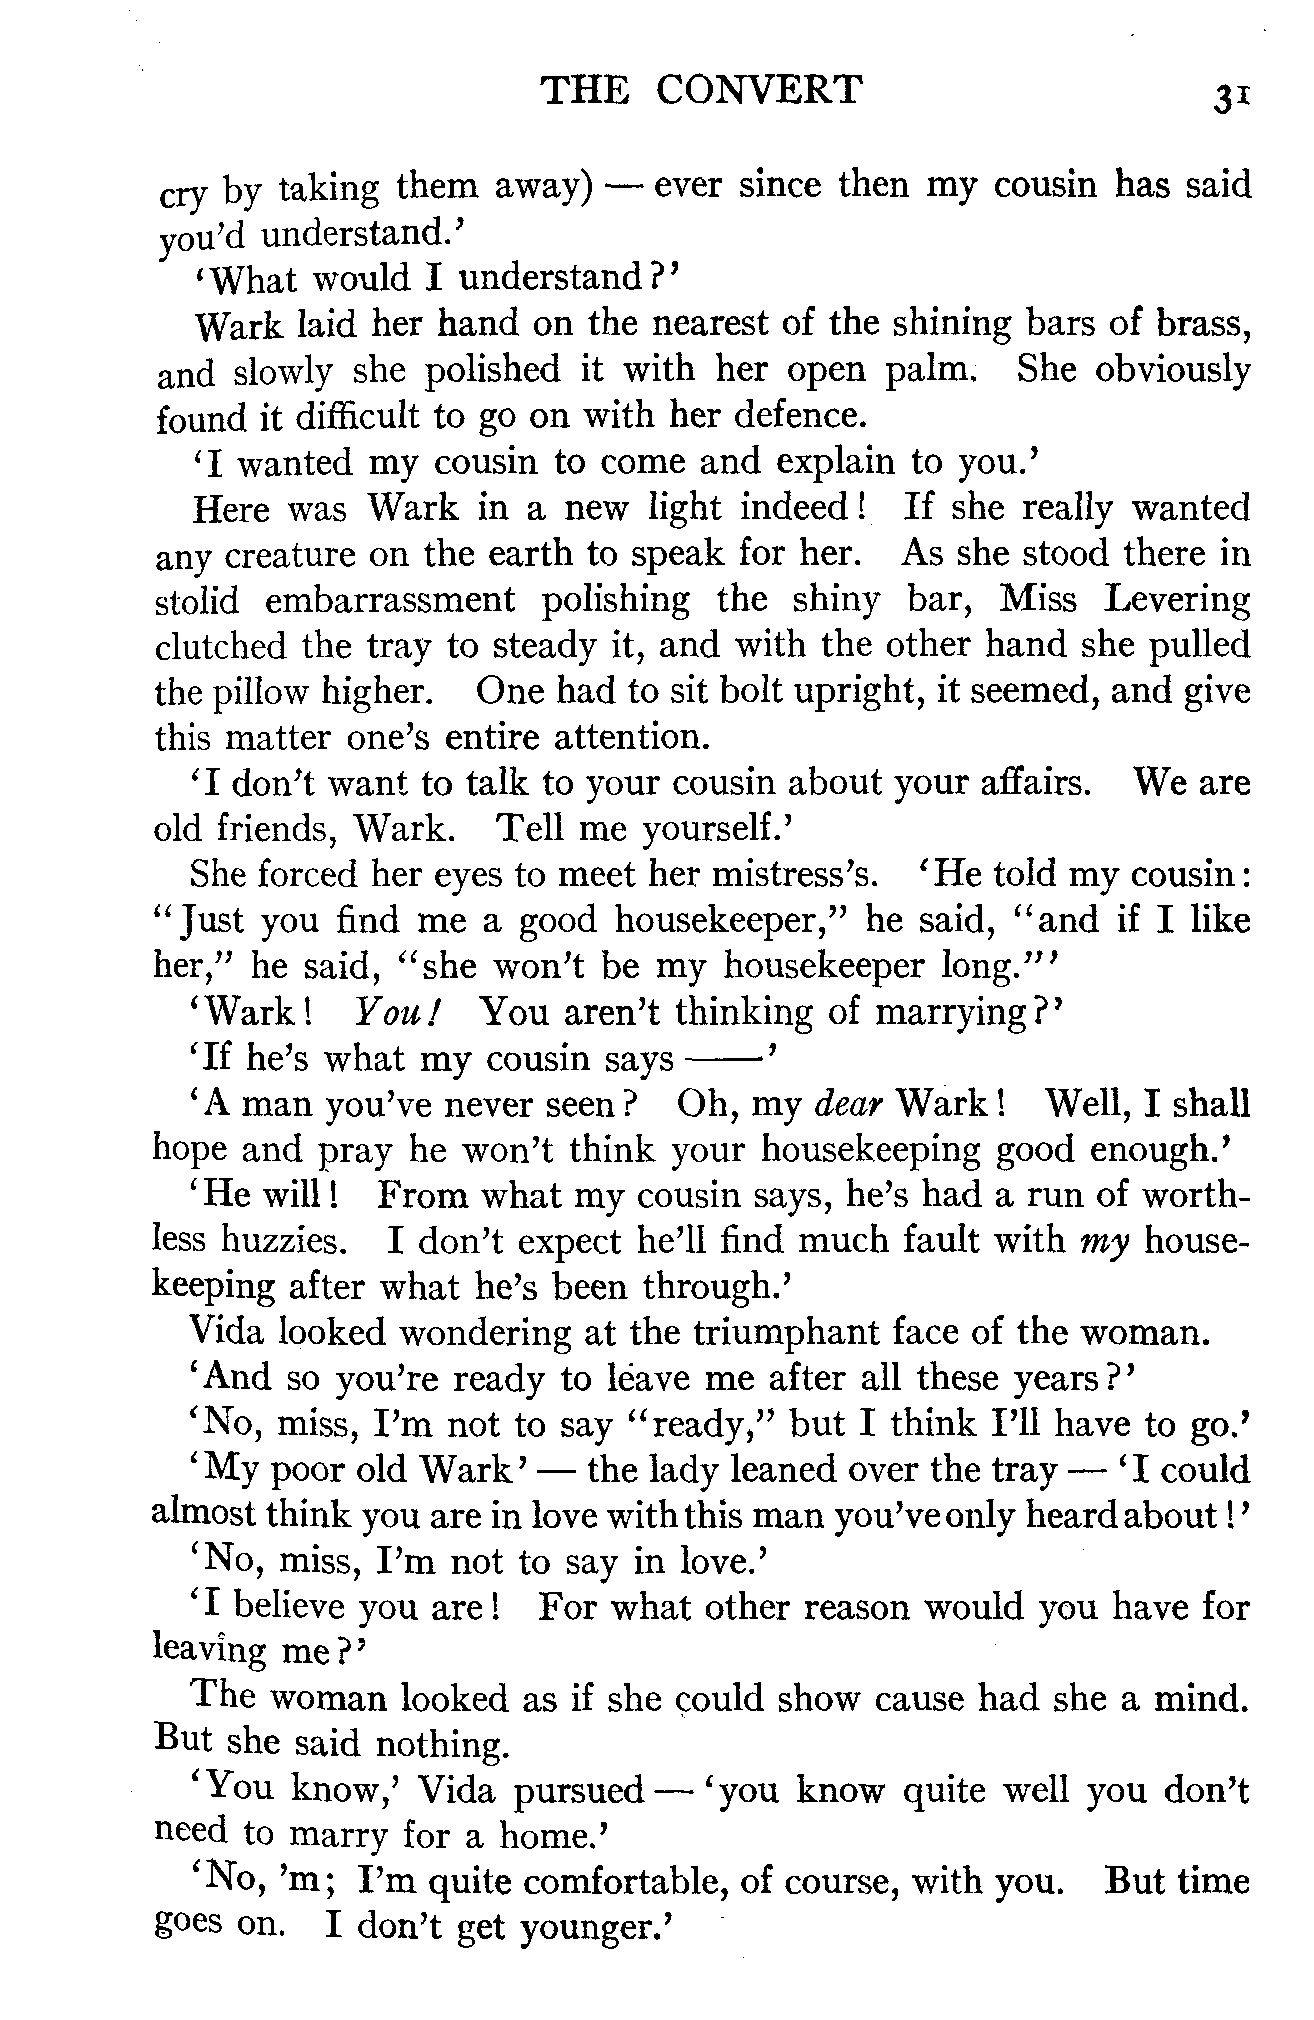 THE CONVERT 31
cry by taking them away) — ever since then my cousin has said
you'd understand.'
'What would I understand?'
Wark laid her hand on the nearest of the shining bars of brass,
and slowly she polished it with her open palm. She obviously
found it difficult to go on with her defence.
'I wanted my cousin to come and explain to you.'
Here was Wark in a new light indeed! If she really wanted
any creature on the earth to speak for her. As she stood there in
stolid embarrassment polishing the shiny bar, Miss Levering
clutched the tray to steady it, and with the other hand she pulled
the pillow higher. One had to sit bolt upright, it seemed, and give
this matter one's entire attention.
'I don't want to talk to your cousin about your affairs. We are
old friends, Wark. Tell me yourself.'
She forced her eyes to meet her mistress's. 'He told my cousin:
"Just you find me a good housekeeper," he said, "and if I like
her," he said, "she won't be my housekeeper long."'
'Wark! You! You aren't thinking of marrying?'
'If he's what my cousin says ——'
'A man you've never seen? Oh, my dear Wark! Well, I shall
hope and pray he won't think your housekeeping good enough.'
'He will! From what my cousin says, he's had a run of worth-
less huzzies. I don't expect he'll find much fault with my house-
keeping after what he's been through.'
Vida looked wondering at the triumphant face of the woman.
'And so you're ready to leave me after all these years?'
'No, miss, I'm not to say "ready," but I think I'll have to go.'
'My poor old Wark' — the lady leaned over the tray — 'I could
almost think you are in love with this man you've only heard about!'
'No, miss, I'm not to say in love.'
'I believe you are! For what other reason would you have for
leaving me?'
The woman looked as if she could show cause had she a mind.
But she said nothing.
'You know,' Vida pursued — 'you know quite well you don't
need to marry for a home.'
'No, 'm; I'm quite comfortable, of course, with you. But time
goes on. I don't get younger.'